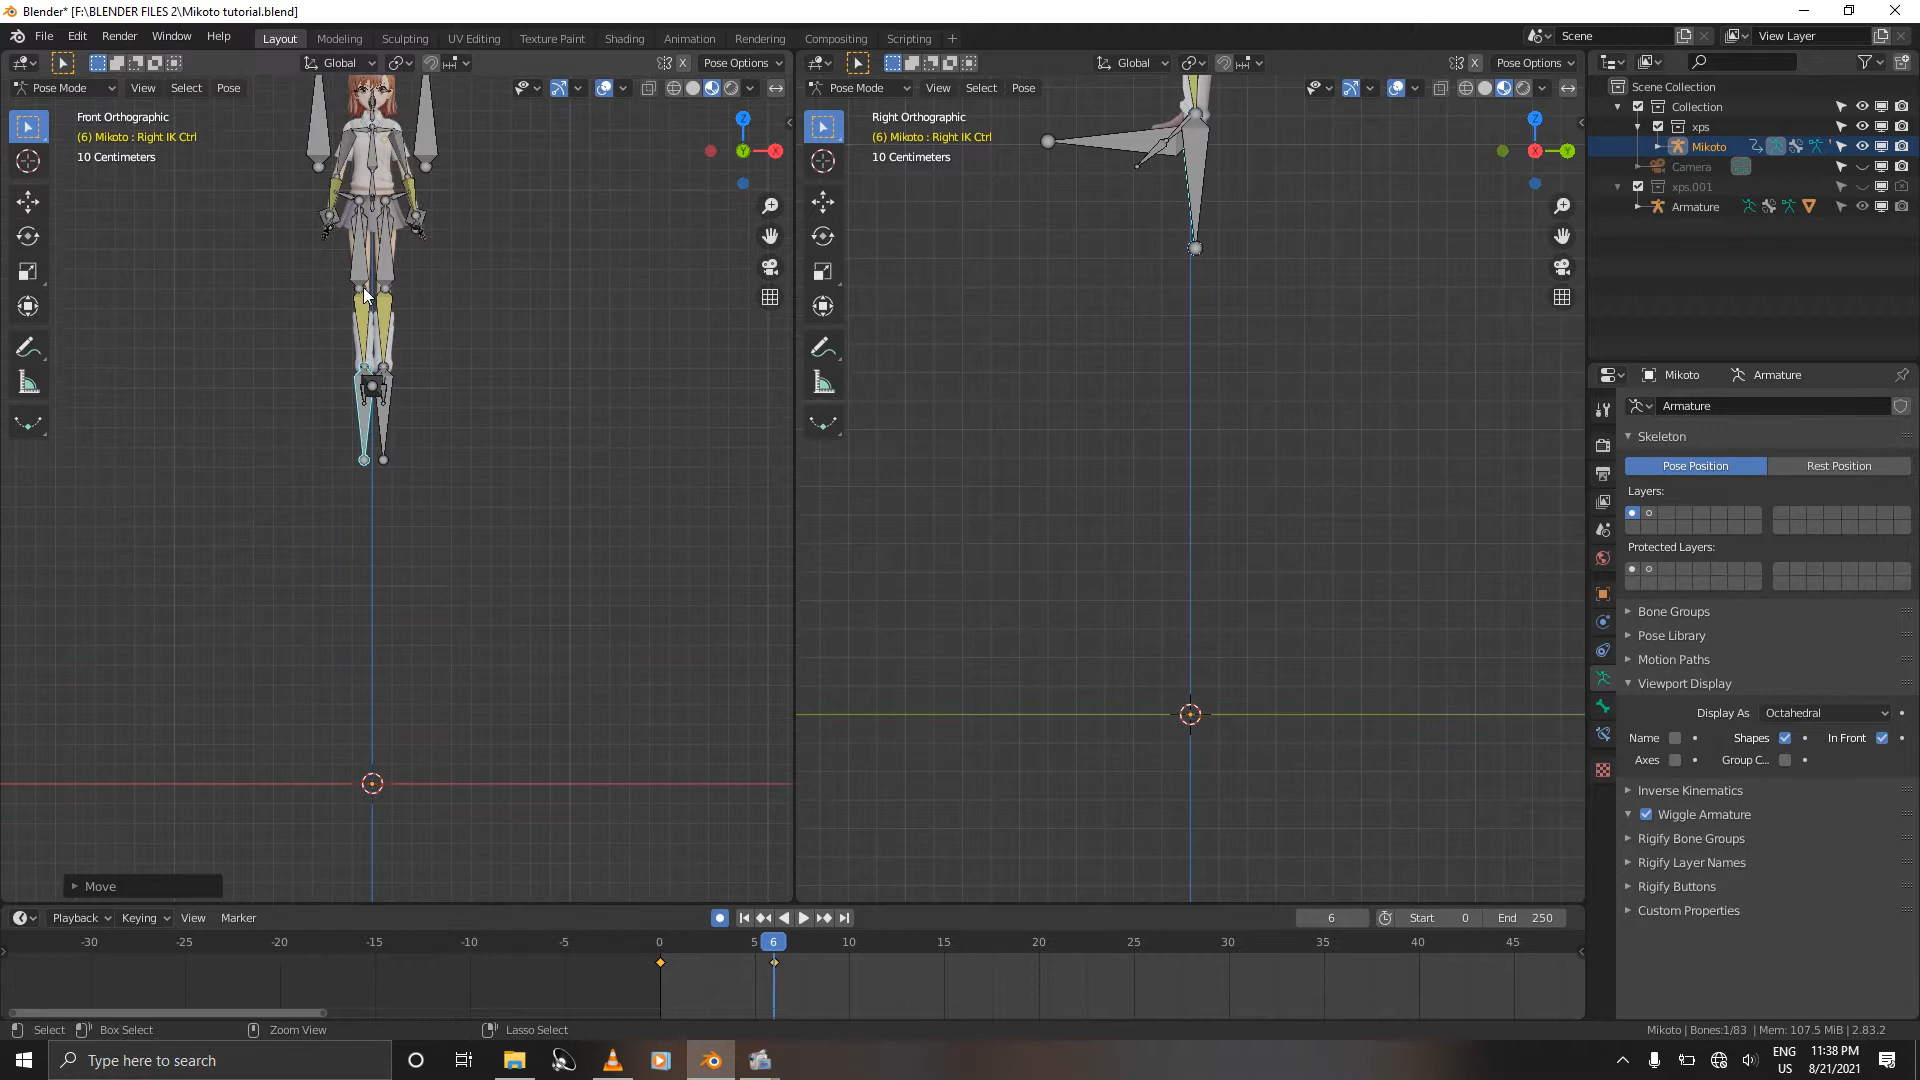 Blender* [F:\BLENDER FILES 2\Mikoto tutorial.blend]
File Edit Render Window Help Layout Modeling Sculpting UV Editing Texture Paint Shading Animation Rendering Compositing Scripting Scene View Layer
Global Pose Options Global Pose Options
Pose Mode View Select Pose Pose Mode View Select Pose
Scene Collection
Collection
xps
Mikoto
Camera
xps.001
Armature
Front Orthographic
(6) Mikoto : Right IK Ctrl
10 Centimeters
Z
X
Y
Right Orthographic
(6) Mikoto : Right IK Ctrl
10 Centimeters
Z
X
Y
Mikoto Armature
Armature
Skeleton
Pose Position Rest Position
Layers:
Protected Layers:
Bone Groups
Pose Library
Motion Paths
Viewport Display
Display As Octahedral
Name Shapes In Front
Axes Group C...
Inverse Kinematics
Wiggle Armature
Rigify Bone Groups
Rigify Layer Names
Rigify Buttons
Custom Properties
Move
Playback Keying View Marker 6 Start 0 End 250
-30 -25 -20 -15 -10 -5 0 5 6 10 15 20 25 30 35 40 45
Select Box Select Zoom View Lasso Select Mikoto | Bones:1/83 | Mem: 107.5 MiB | 2.83.2
Type here to search
ENG
US
11:38 PM
8/21/2021